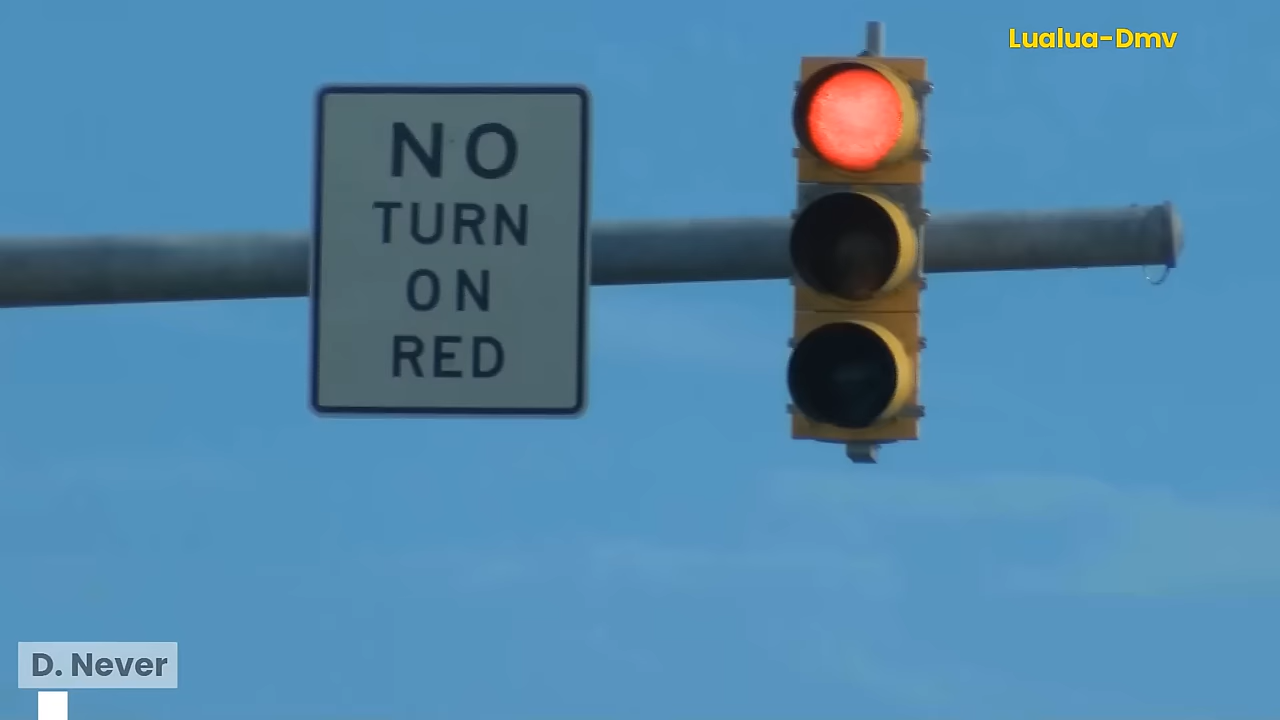 Lualua-Dmv
NO
TURN
ON
RED
D. Never